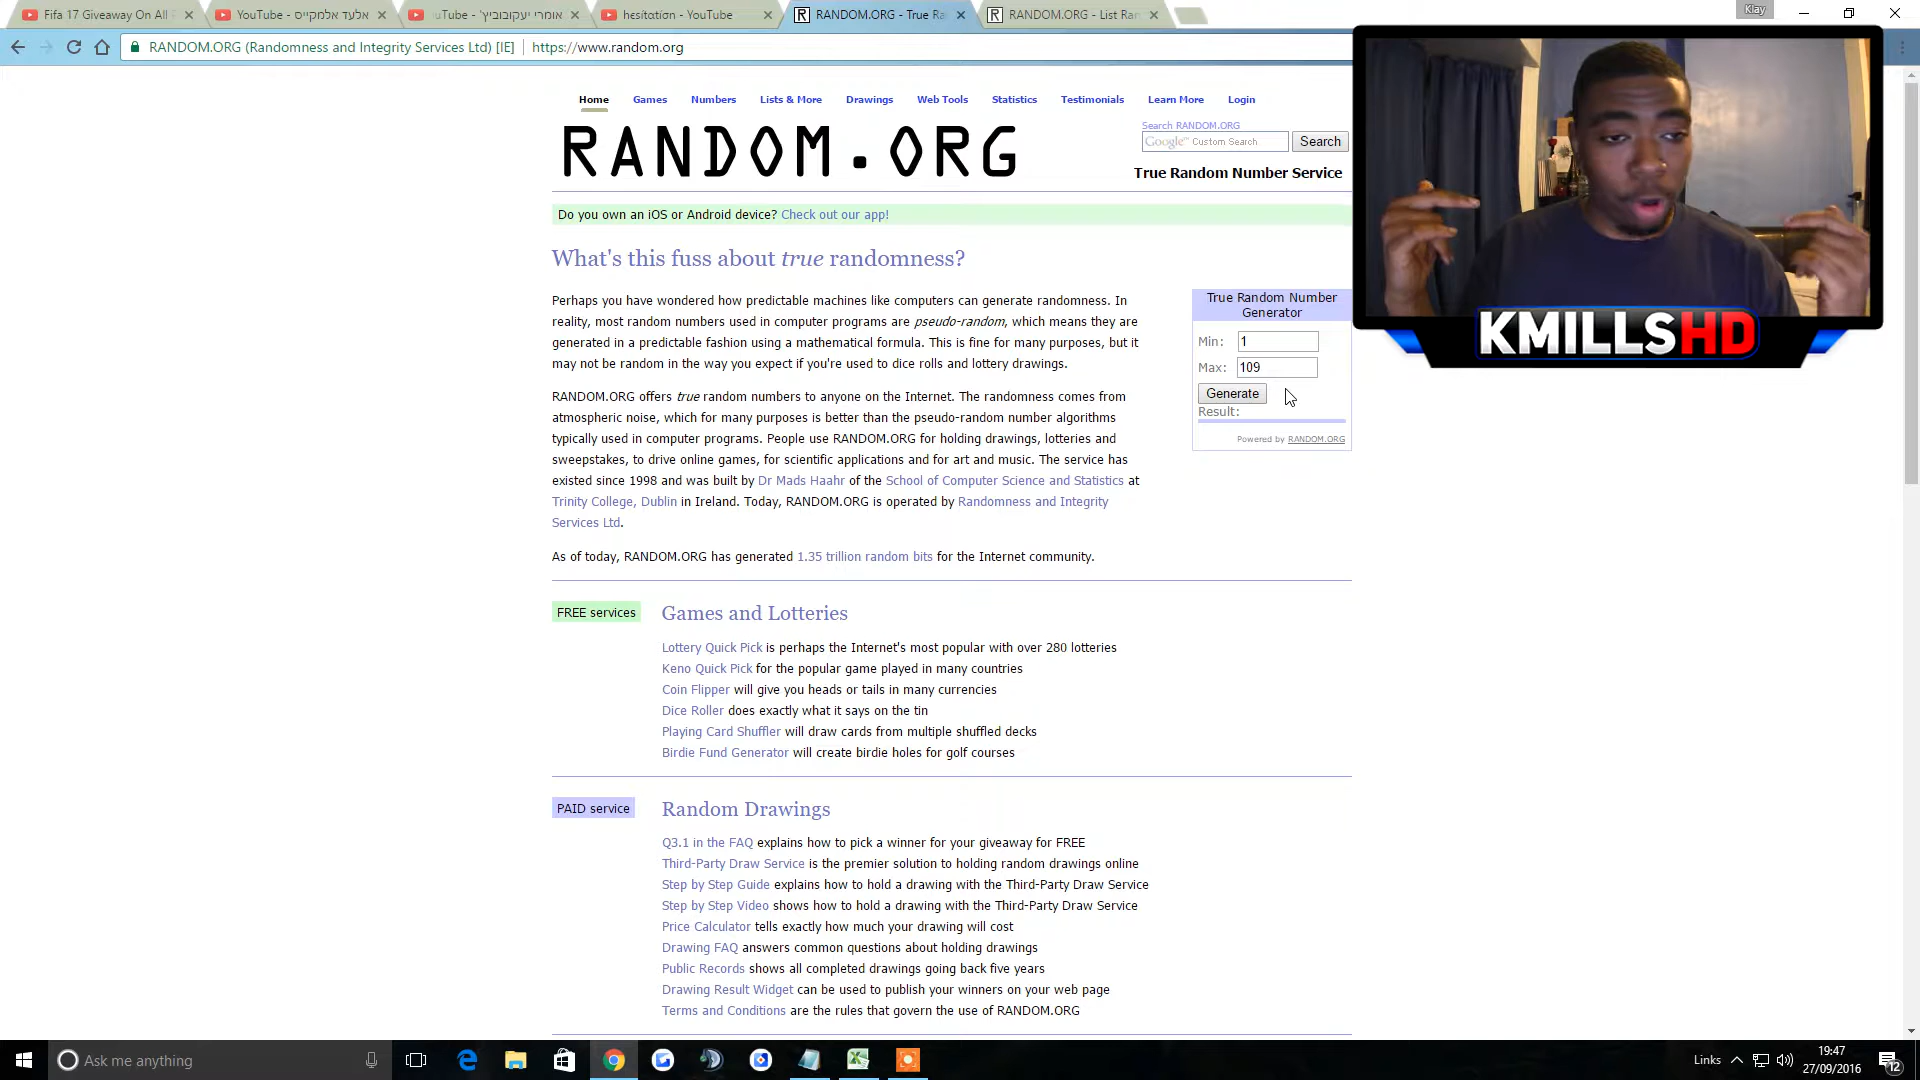 Fifa 17 Giveaway On All
YouTube - אלעד אלמקייס
uTube - 'אומרי יעקובוביץ
hesitation - YouTube
RANDOM.ORG - True Ra
RANDOM.ORG - List Ran
Klay
RANDOM.ORG (Randomness and Integrity Services Ltd) [IE] https://www.random.org
Home Games Numbers Lists & More Drawings Web Tools Statistics Testimonials Learn More Login
RANDOM.ORG
Search RANDOM.ORG
Google™ Custom Search Search
True Random Number Service
Do you own an iOS or Android device? Check out our app!
What's this fuss about true randomness?
Perhaps you have wondered how predictable machines like computers can generate randomness. In
reality, most random numbers used in computer programs are pseudo-random, which means they are
generated in a predictable fashion using a mathematical formula. This is fine for many purposes, but it
may not be random in the way you expect if you're used to dice rolls and lottery drawings.
RANDOM.ORG offers true random numbers to anyone on the Internet. The randomness comes from
atmospheric noise, which for many purposes is better than the pseudo-random number algorithms
typically used in computer programs. People use RANDOM.ORG for holding drawings, lotteries and
sweepstakes, to drive online games, for scientific applications and for art and music. The service has
existed since 1998 and was built by Dr Mads Haahr of the School of Computer Science and Statistics at
Trinity College, Dublin in Ireland. Today, RANDOM.ORG is operated by Randomness and Integrity
Services Ltd.
As of today, RANDOM.ORG has generated 1.35 trillion random bits for the Internet community.
True Random Number
Generator
Min: 1
Max: 109
Generate
Result:
Powered by RANDOM.ORG
KMILLSHD
FREE services
Games and Lotteries
Lottery Quick Pick is perhaps the Internet's most popular with over 280 lotteries
Keno Quick Pick for the popular game played in many countries
Coin Flipper will give you heads or tails in many currencies
Dice Roller does exactly what it says on the tin
Playing Card Shuffler will draw cards from multiple shuffled decks
Birdie Fund Generator will create birdie holes for golf courses
PAID service
Random Drawings
Q3.1 in the FAQ explains how to pick a winner for your giveaway for FREE
Third-Party Draw Service is the premier solution to holding random drawings online
Step by Step Guide explains how to hold a drawing with the Third-Party Draw Service
Step by Step Video shows how to hold a drawing with the Third-Party Draw Service
Price Calculator tells exactly how much your drawing will cost
Drawing FAQ answers common questions about holding drawings
Public Records shows all completed drawings going back five years
Drawing Result Widget can be used to publish your winners on your web page
Terms and Conditions are the rules that govern the use of RANDOM.ORG
Ask me anything
Links
19:47
27/09/2016
12